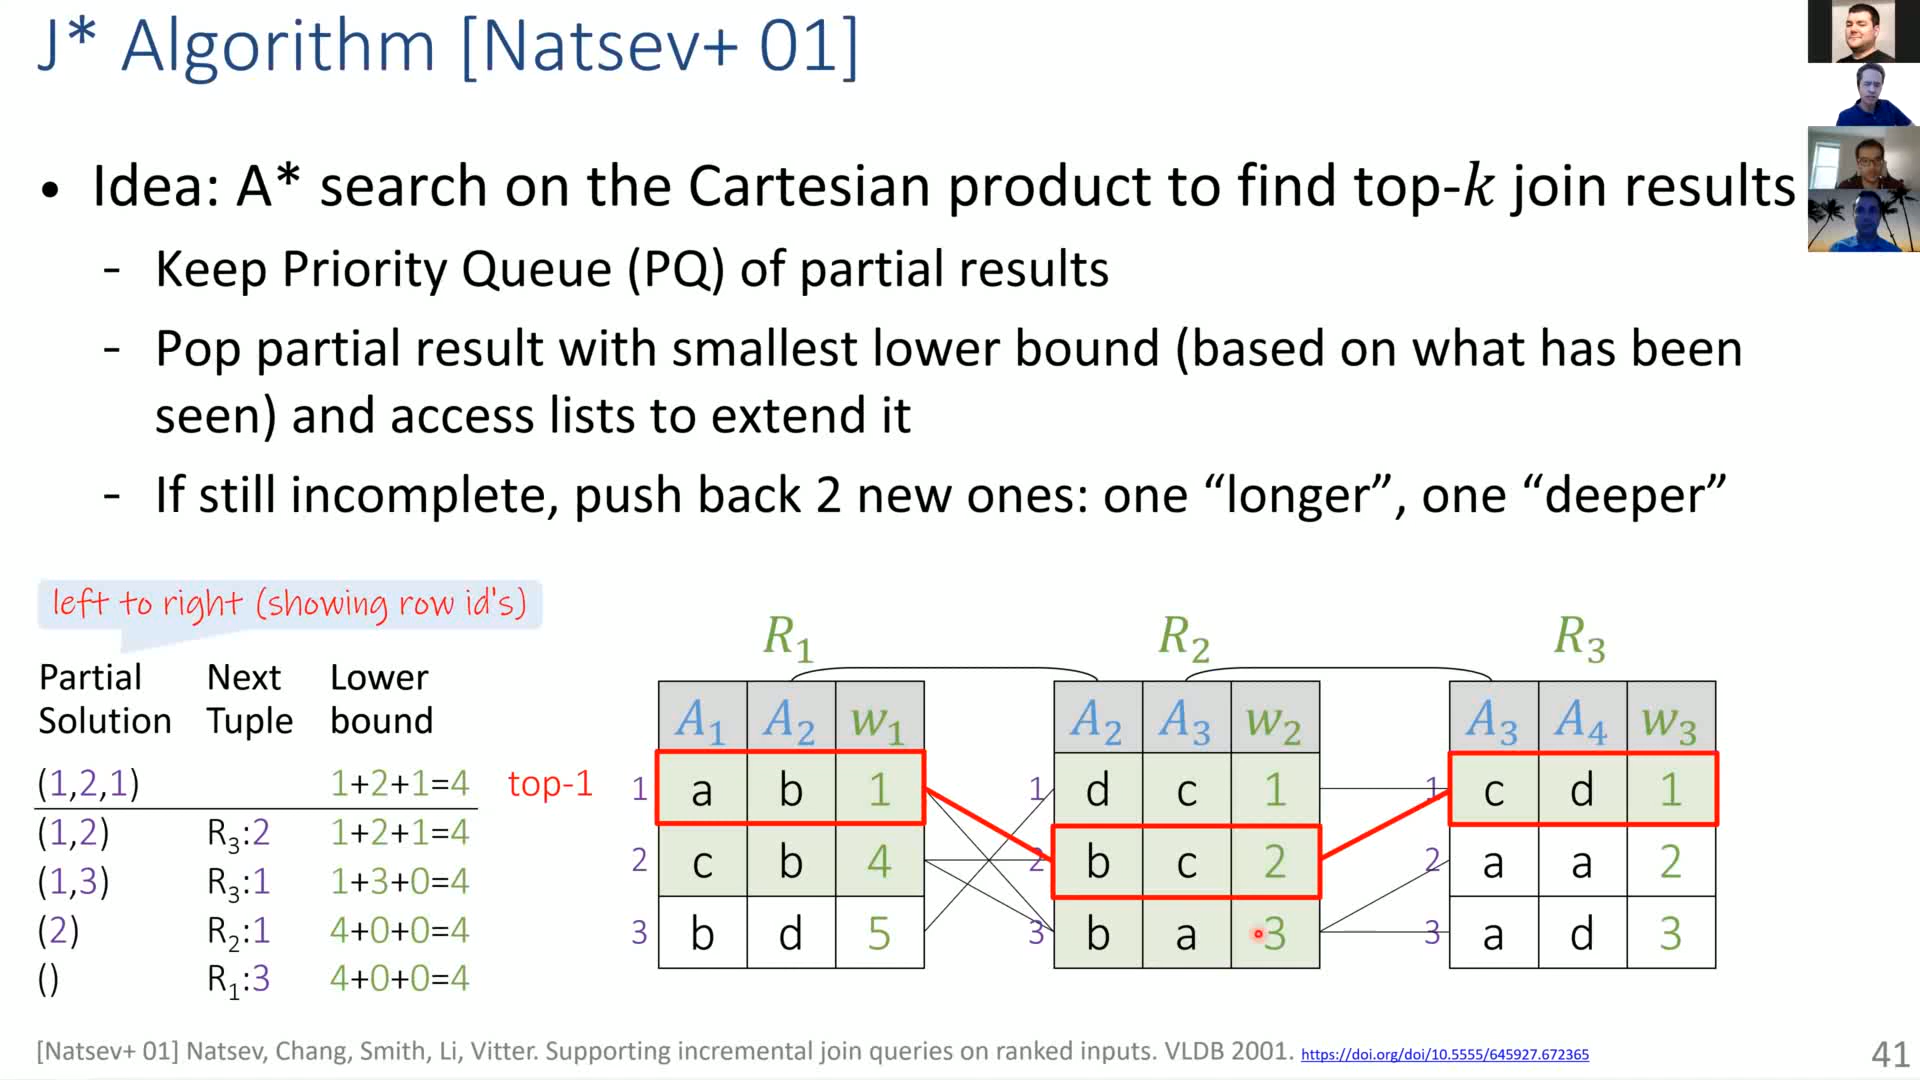 J* Algorithm [Natsev+ 01]
• Idea: A* search on the Cartesian product to find top-k join results
- Keep Priority Queue (PQ) of partial results
- Pop partial result with smallest lower bound (based on what has been
seen) and access lists to extend it
- If still incomplete, push back 2 new ones: one “longer”, one “deeper”
left to right (showing row id's)
Partial Next Lower
Solution Tuple bound
(1,2,1) 1+2+1=4 top-1
(1,2) R3:2 1+2+1=4
(1,3) R3:1 1+3+0=4
(2) R2:1 4+0+0=4
() R1:3 4+0+0=4
R1
A1 A2 w1
1 a b 1
2 c b 4
3 b d 5
R2
A2 A3 w2
1 d c 1
2 b c 2
3 b a 3
R3
A3 A4 w3
1 c d 1
2 a a 2
3 a d 3
[Natsev+ 01] Natsev, Chang, Smith, Li, Vitter. Supporting incremental join queries on ranked inputs. VLDB 2001. https://doi.org/doi/10.5555/645927.672365
41